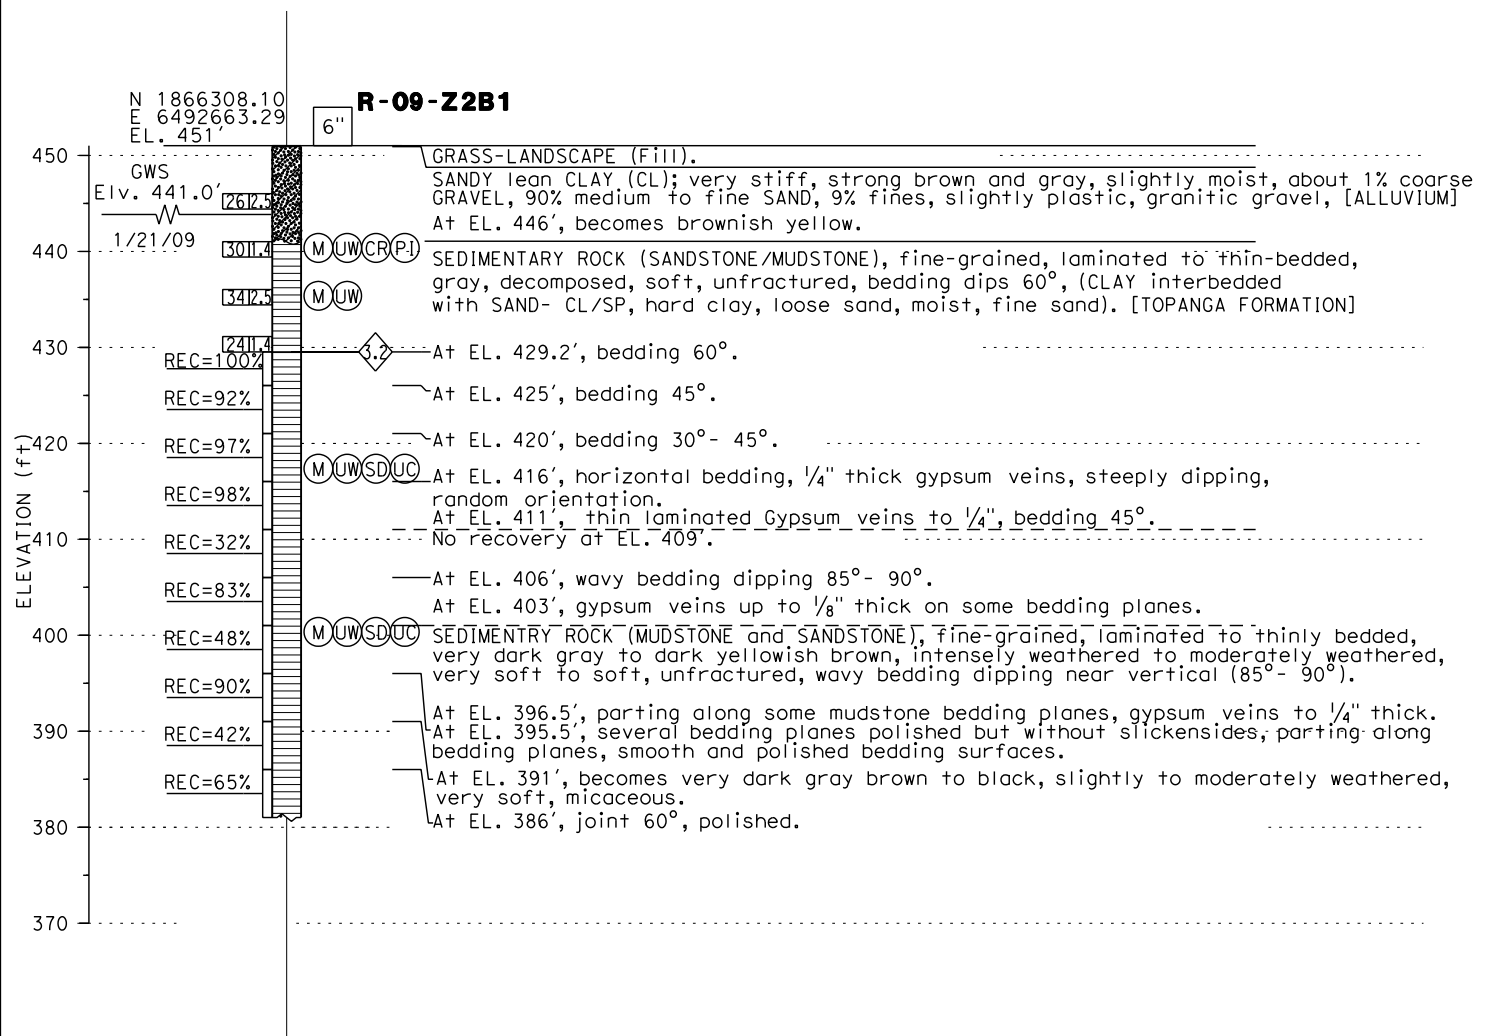 N 1866308.10
E 6492663.29
EL. 451'
6"
R-09-Z2B1
450
GRASS-LANDSCAPE (Fill).
GWS
Elv. 441.0'
1/21/09
SANDY lean CLAY (CL); very stiff, strong brown and gray, slightly moist, about 1% coarse
GRAVEL, 90% medium to fine SAND, 9% fines, slightly plastic, granitic gravel, [ALLUVIUM]
26 2.5
At EL. 446', becomes brownish yellow.
440
30 1.4
M UW CR PI
SEDIMENTARY ROCK (SANDSTONE/MUDSTONE), fine-grained, laminated to thin-bedded,
gray, decomposed, soft, unfractured, bedding dips 60°, (CLAY interbedded
with SAND- CL/SP, hard clay, loose sand, moist, fine sand). [TOPANGA FORMATION]
34 2.5
M UW
430
24 1.4
REC=100%
3.2
At EL. 429.2', bedding 60°.
REC=92%
At EL. 425', bedding 45°.
420
REC=97%
At EL. 420', bedding 30°- 45°.
M UW SD UC
At EL. 416', horizontal bedding, 1/4" thick gypsum veins, steeply dipping,
random orientation.
REC=98%
At EL. 411', thin laminated Gypsum veins to 1/4", bedding 45°.
410
REC=32%
No recovery at EL. 409'.
REC=83%
At EL. 406', wavy bedding dipping 85°- 90°.
At EL. 403', gypsum veins up to 1/8" thick on some bedding planes.
400
REC=48%
M UW SD UC
SEDIMENTRY ROCK (MUDSTONE and SANDSTONE), fine-grained, laminated to thinly bedded,
very dark gray to dark yellowish brown, intensely weathered to moderately weathered,
very soft to soft, unfractured, wavy bedding dipping near vertical (85°- 90°).
REC=90%
At EL. 396.5', parting along some mudstone bedding planes, gypsum veins to 1/4" thick.
390
REC=42%
At EL. 395.5', several bedding planes polished but without slickensides, parting along
bedding planes, smooth and polished bedding surfaces.
REC=65%
At EL. 391', becomes very dark gray brown to black, slightly to moderately weathered,
very soft, micaceous.
380
At EL. 386', joint 60°, polished.
370
ELEVATION (ft)